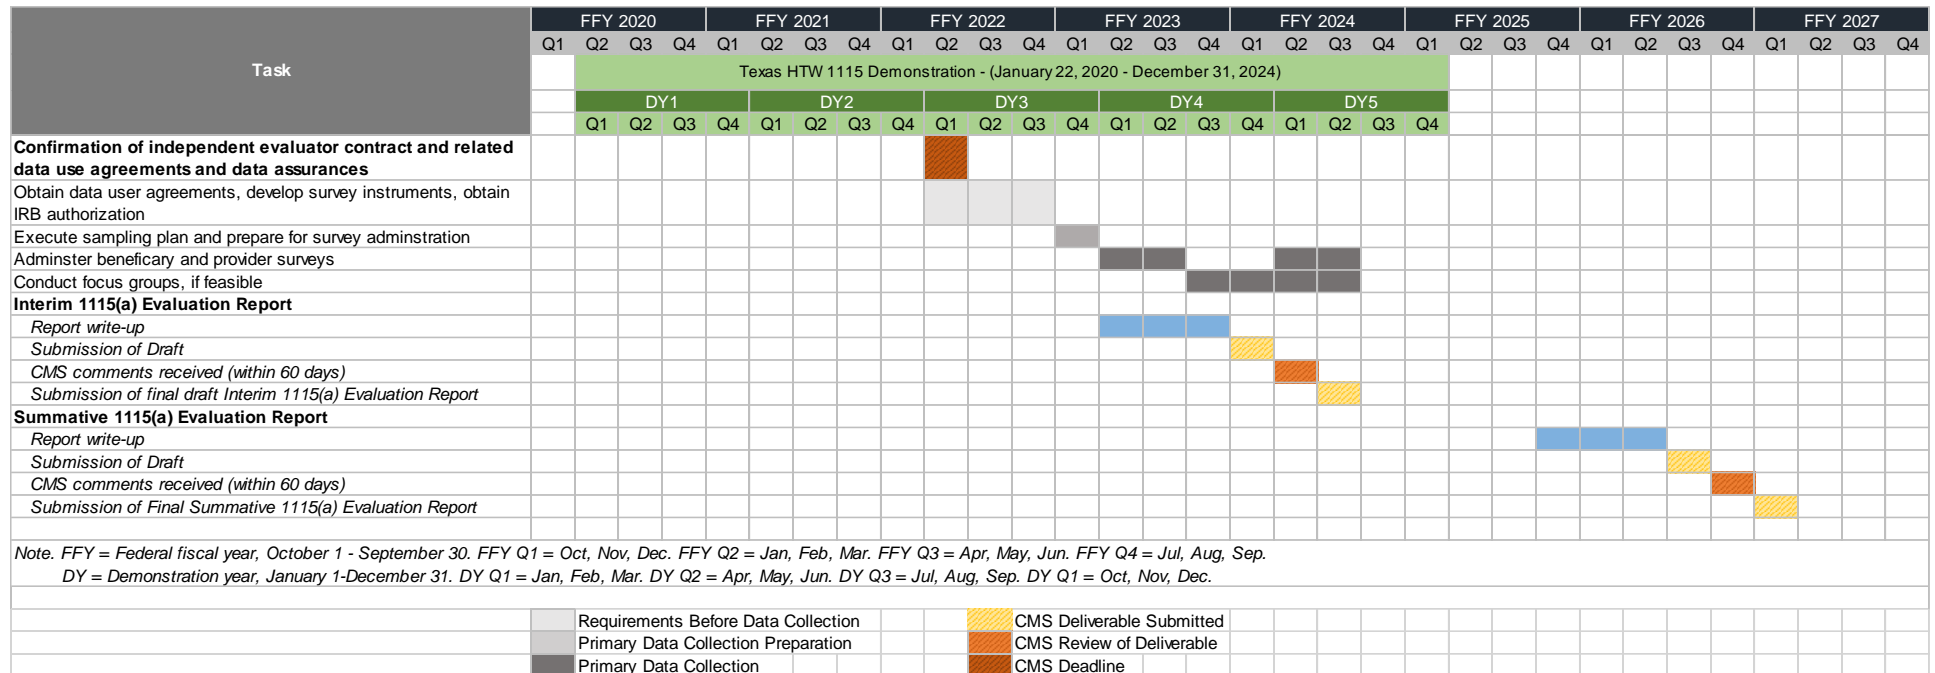 Task
FFY 2020 FFY 2021 FFY 2022 FFY 2023 FFY 2024 FFY 2025 FFY 2026 FFY 2027
Q1 Q2 Q3 Q4 Q1 Q2 Q3 Q4 Q1 Q2 Q3 Q4 Q1 Q2 Q3 Q4 Q1 Q2 Q3 Q4 Q1 Q2 Q3 Q4 Q1 Q2 Q3 Q4 Q1 Q2 Q3 Q4
Texas HTW 1115 Demonstration - (January 22, 2020 - December 31, 2024)
DY1 DY2 DY3 DY4 DY5
Q1 Q2 Q3 Q4 Q1 Q2 Q3 Q4 Q1 Q2 Q3 Q4 Q1 Q2 Q3 Q4 Q1 Q2 Q3 Q4
Confirmation of independent evaluator contract and related
data use agreements and data assurances
Obtain data user agreements, develop survey instruments, obtain
IRB authorization
Execute sampling plan and prepare for survey adminstration
Adminster beneficary and provider surveys
Conduct focus groups, if feasible
Interim 1115(a) Evaluation Report
Report write-up
Submission of Draft
CMS comments received (within 60 days)
Submission of final draft Interim 1115(a) Evaluation Report
Summative 1115(a) Evaluation Report
Report write-up
Submission of Draft
CMS comments received (within 60 days)
Submission of Final Summative 1115(a) Evaluation Report
Note. FFY = Federal fiscal year, October 1 - September 30. FFY Q1 = Oct, Nov, Dec. FFY Q2 = Jan, Feb, Mar. FFY Q3 = Apr, May, Jun. FFY Q4 = Jul, Aug, Sep.
DY = Demonstration year, January 1-December 31. DY Q1 = Jan, Feb, Mar. DY Q2 = Apr, May, Jun. DY Q3 = Jul, Aug, Sep. DY Q1 = Oct, Nov, Dec.
Requirements Before Data Collection CMS Deliverable Submitted
Primary Data Collection Preparation CMS Review of Deliverable
Primary Data Collection CMS Deadline